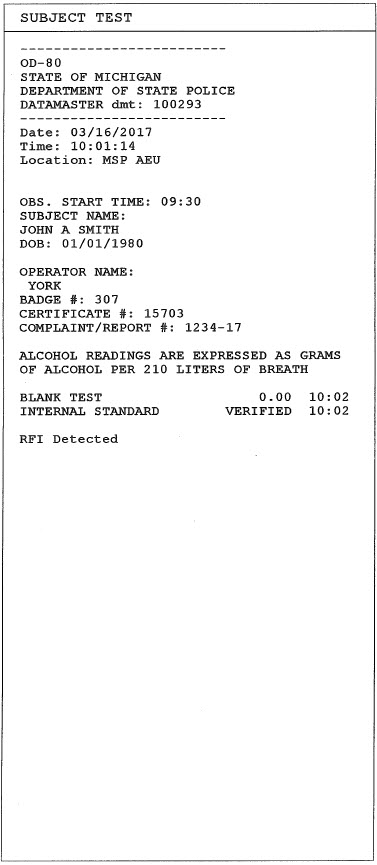 SUBJECT TEST
-------------------------
OD-80
STATE OF MICHIGAN
DEPARTMENT OF STATE POLICE
DATAMASTER dmt: 100293
-------------------------
Date: 03/16/2017
Time: 10:01:14
Location: MSP AEU
OBS. START TIME: 09:30
SUBJECT NAME:
JOHN A SMITH
DOB: 01/01/1980
OPERATOR NAME:
YORK
BADGE #: 307
CERTIFICATE #: 15703
COMPLAINT/REPORT #: 1234-17
ALCOHOL READINGS ARE EXPRESSED AS GRAMS
OF ALCOHOL PER 210 LITERS OF BREATH
BLANK TEST 0.00 10:02
INTERNAL STANDARD VERIFIED 10:02
RFI Detected